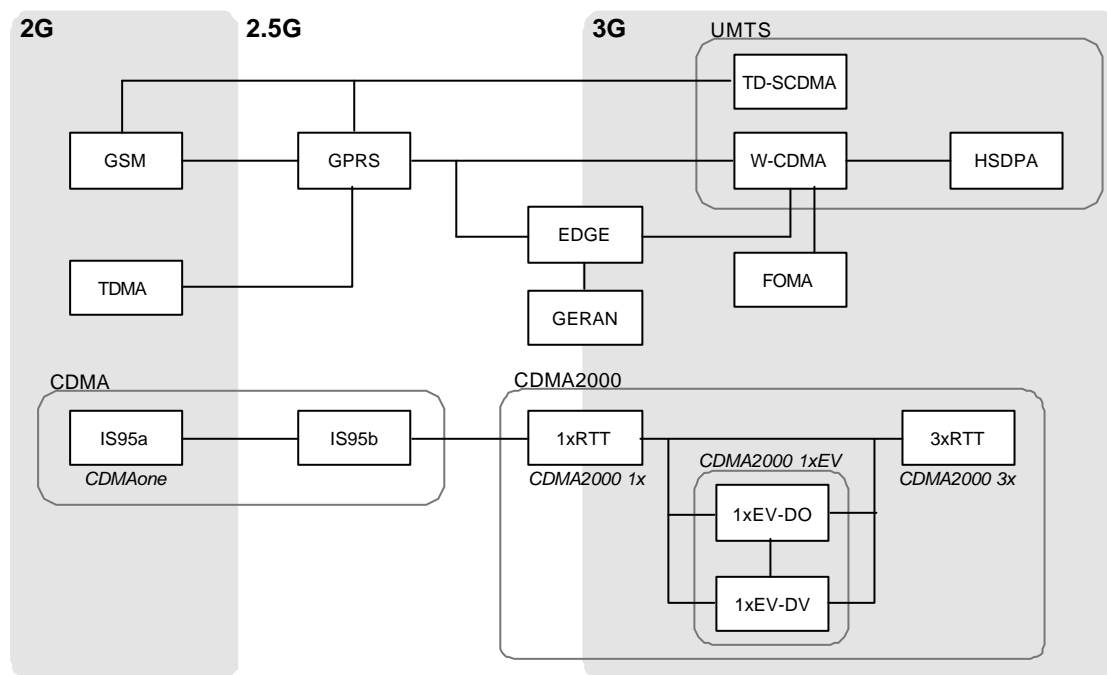 2G
2.5G
3G
UMTS
TD-SCDMA
GSM
GPRS
W-CDMA
HSDPA
EDGE
TDMA
FOMA
GERAN
CDMA
CDMA2000
IS95a
IS95b
1xRTT
3xRTT
CDMAone
CDMA2000 1x
CDMA2000 1xEV
CDMA2000 3x
1xEV-DO
1xEV-DV